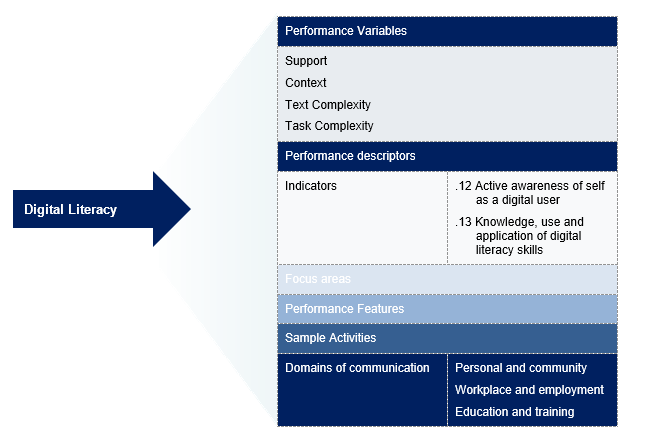 Performance Variables
Support
Context
Text Complexity
Task Complexity
Performance descriptors
Digital Literacy
Indicators
.12 Active awareness of self
as a digital user
.13 Knowledge, use and
application of digital
literacy skills
Focus areas
Performance Features
Sample Activities
Domains of communication
Personal and community
Workplace and employment
Education and training